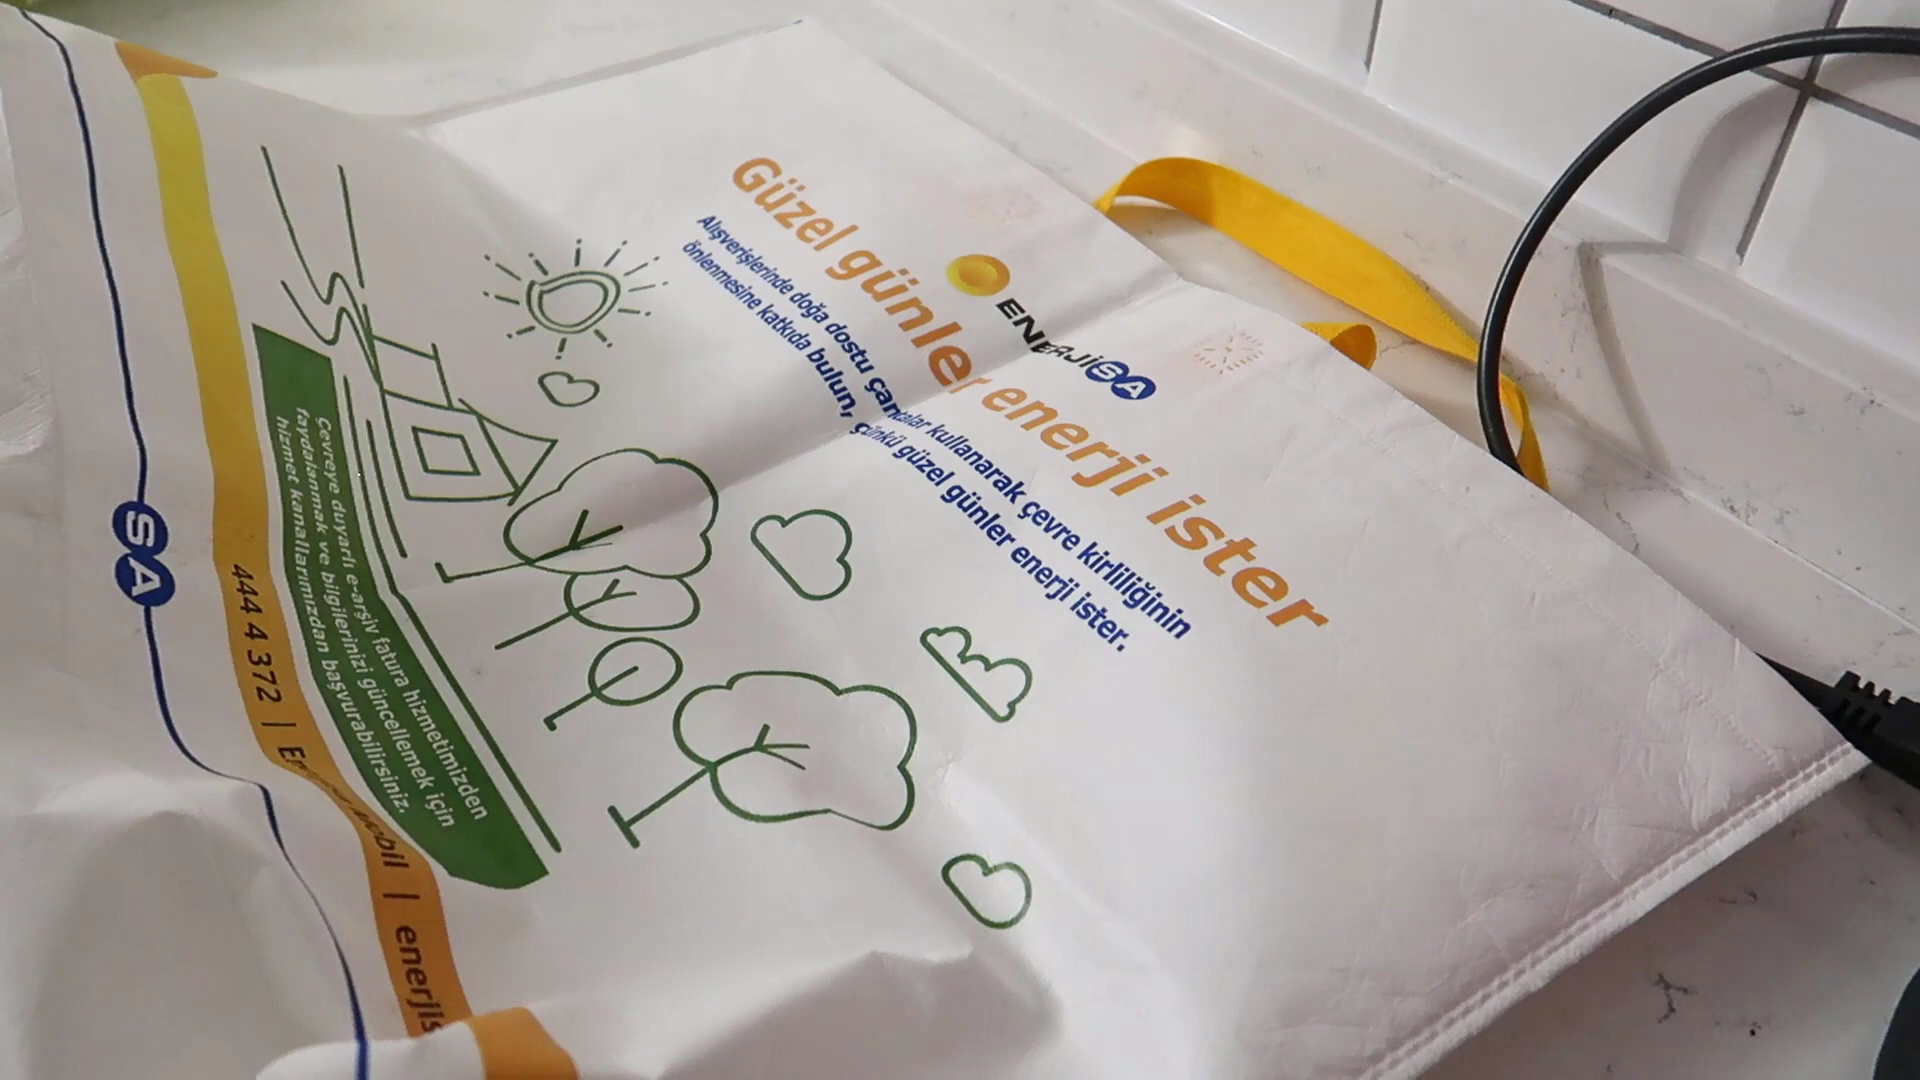 ENERJİSA
Güzel günler enerji ister
Alışverişlerinde doğa dostu çantalar kullanarak çevre kirliliğinin
önlenmesine katkıda bulun, çünkü güzel günler enerji ister.
Çevreye duyarlı e-arşiv fatura hizmetimizden
faydalanmak ve bilgilerinizi güncellemek için
hizmet kanallarımızdan başvurabilirsiniz.
444 4 372 | Enerjisa Mobil | enerjis
SA